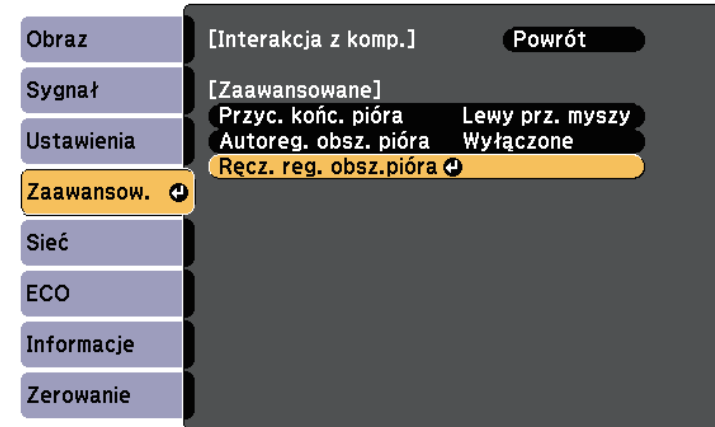 Obraz
Sygnał
Ustawienia
Zaawansow.
Sieć
ECO
Informacje
Zerowanie
[Interakcja z komp.] Powrót
[Zaawansowane]
Przyc. końc. pióra Lewy prz. myszy
Autoreg. obsz. pióra Wyłączone
Ręcz. reg. obsz.pióra